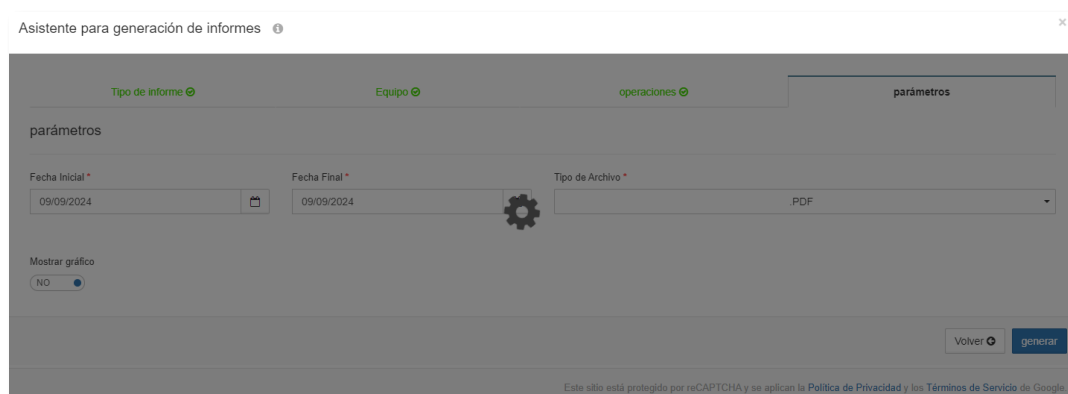 Asistente para generación de informes
Tipo de informe
Equipo
operaciones
parámetros
parámetros
Fecha Inicial *
Fecha Final *
Tipo de Archivo *
09/09/2024
09/09/2024
.PDF
Mostrar gráfico
NO
Volver
generar
Este sitio está protegido por reCAPTCHA y se aplican la Política de Privacidad y los Términos de Servicio de Google.